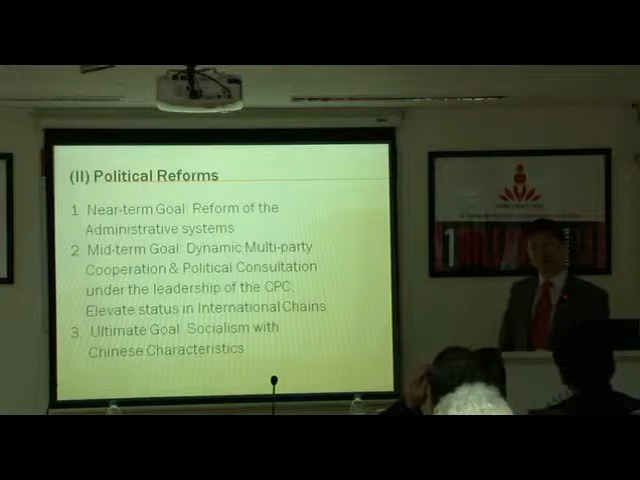 (II) Political Reforms
1 Near-term Goal: Reform of the
Administrative systems
2 Mid-term Goal: Dynamic Multi-party
Cooperation & Political Consultation
under the leadership of the CPC;
Elevate status in International Chains
3. Ultimate Goal: Socialism with
Chinese Characteristics